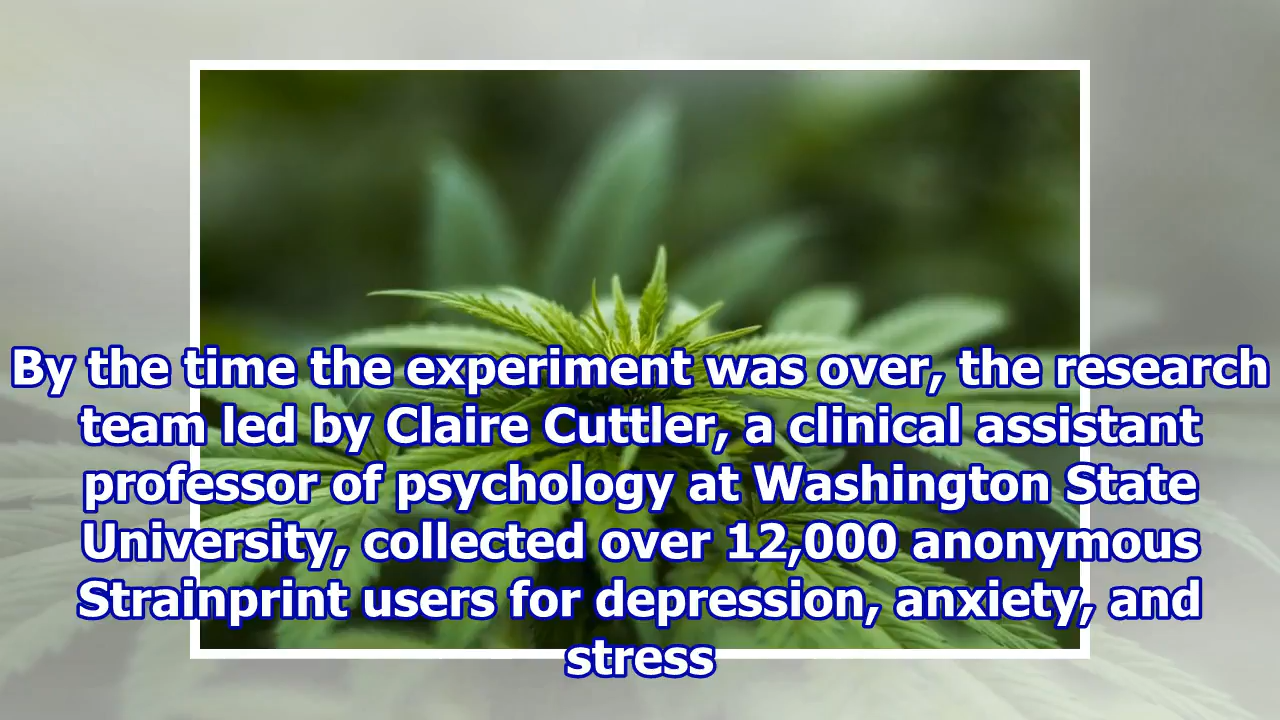 By the time the experiment was over, the research
team led by Claire Cuttler, a clinical assistant
professor of psychology at Washington State
University, collected over 12,000 anonymous
Strainprint users for depression, anxiety, and
stress